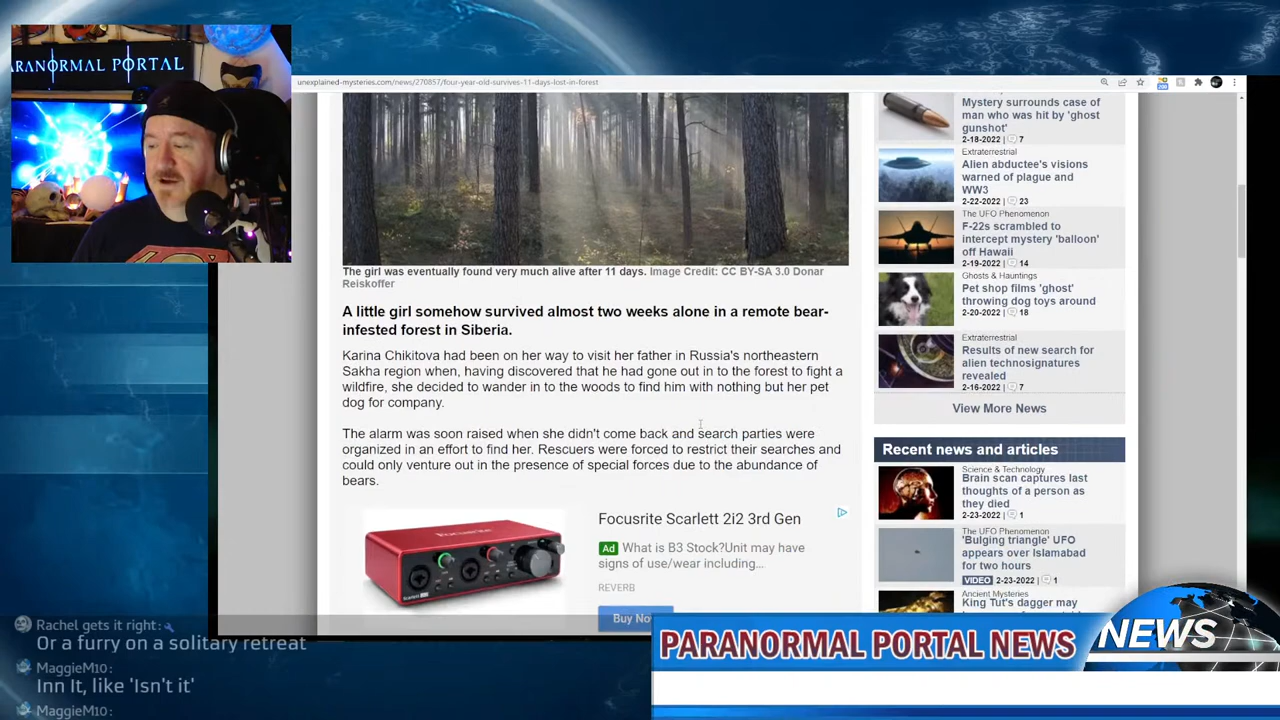 ARANORMAL PORTAL
unexplained-mysteries.com/news/270857/four-year-old-survives-11-days-lost-in-forest
The girl was eventually found very much alive after 11 days. Image Credit: CC BY-SA 3.0 Donar
Reiskoffer
A little girl somehow survived almost two weeks alone in a remote bear-
infested forest in Siberia.
Karina Chikitova had been on her way to visit her father in Russia's northeastern
Sakha region when, having discovered that he had gone out in to the forest to fight a
wildfire, she decided to wander in to the woods to find him with nothing but her pet
dog for company.
The alarm was soon raised when she didn't come back and search parties were
organized in an effort to find her. Rescuers were forced to restrict their searches and
could only venture out in the presence of special forces due to the abundance of
bears.
Focusrite
Focusrite Scarlett 2i2 3rd Gen
Ad What is B3 Stock?Unit may have
signs of use/wear including...
REVERB
Buy No
Mystery surrounds case of
man who was hit by 'ghost
gunshot'
2-18-2022 | 7
Extraterrestrial
Alien abductee's visions
warned of plague and
WW3
2-22-2022 | 23
The UFO Phenomenon
F-22s scrambled to
intercept mystery 'balloon'
off Hawaii
2-19-2022 | 14
Ghosts & Hauntings
Pet shop films 'ghost'
throwing dog toys around
2-20-2022 | 18
Extraterrestrial
Results of new search for
alien technosignatures
revealed
2-16-2022 | 7
View More News
Recent news and articles
Science & Technology
Brain scan captures last
thoughts of a person as
they died
2-23-2022 | 1
The UFO Phenomenon
'Bulging triangle' UFO
appears over Islamabad
for two hours
VIDEO 2-23-2022 | 1
Ancient Mysteries
King Tut's dagger may
Rachel gets it right:
Or a furry on a solitary retreat
MaggieM10:
Inn It, like 'Isn't it'
MaggieM10:
PARANORMAL PORTAL NEWS
NEWS